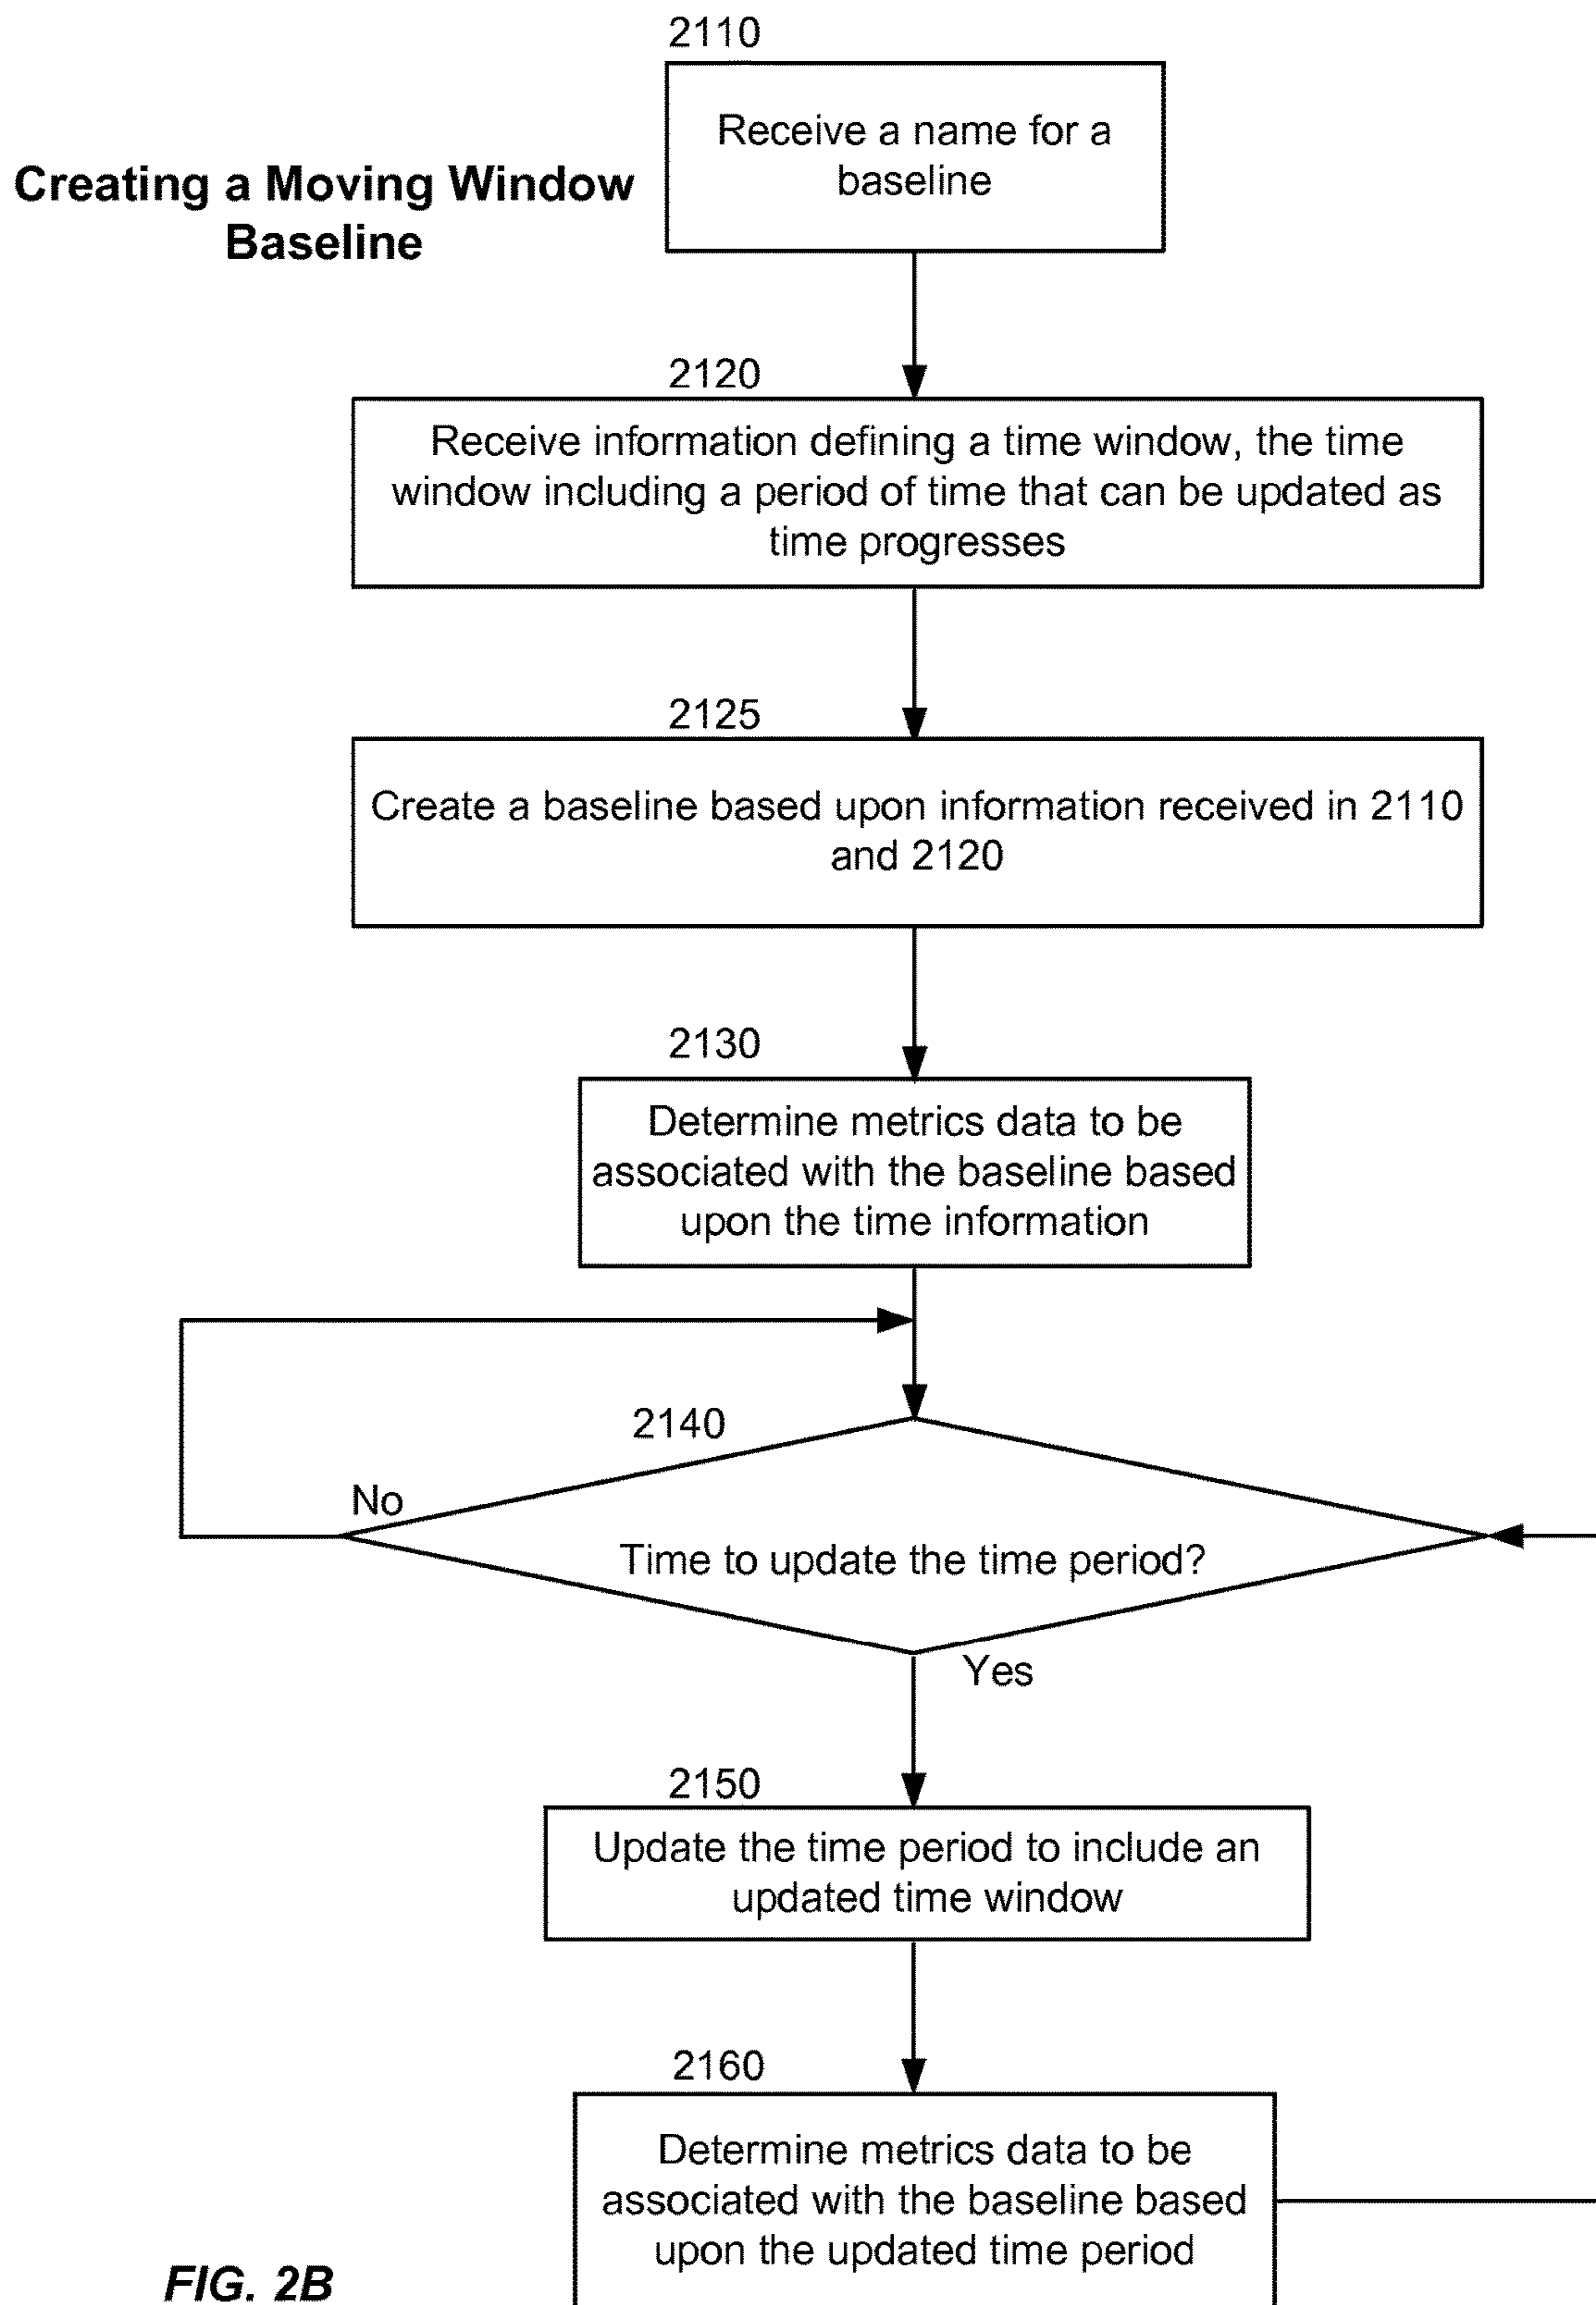 2110
Receive a name for a
baseline
Creating a Moving Window
Baseline
2120
Receive information defining a time window, the time
window including a period of time that can be updated as
time progresses
2125
Create a baseline based upon information received in 2110
and 2120
2130
Determine metrics data to be
associated with the baseline based
upon the time information
2140
No
Time to update the time period?
Yes
2150
Update the time period to include an
updated time window
2160
Determine metrics data to be
associated with the baseline based
upon the updated time period
FIG. 2B